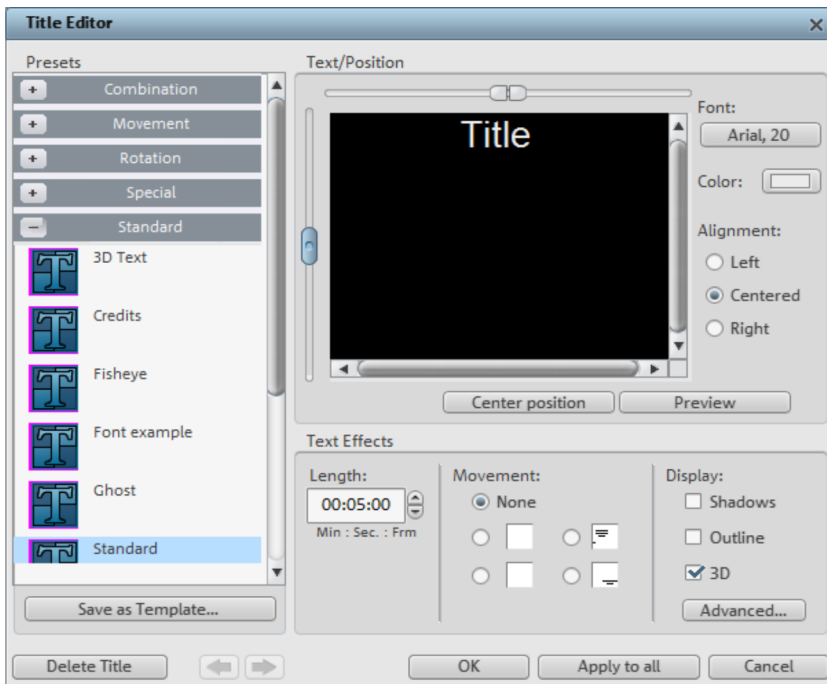 Title Editor
Presets
Combination
Movement
Rotation
Special
Standard
3D Text
Credits
Fisheye
Font example
Ghost
Standard
Save as Template...
Text/Position
Title
Font:
Arial, 20
Color:
Alignment:
Left
Centered
Right
Center position
Preview
Text Effects
Length:
00:05:00
Min : Sec. : Frm
Movement:
None
Display:
Shadows
Outline
3D
Advanced...
Delete Title
OK
Apply to all
Cancel